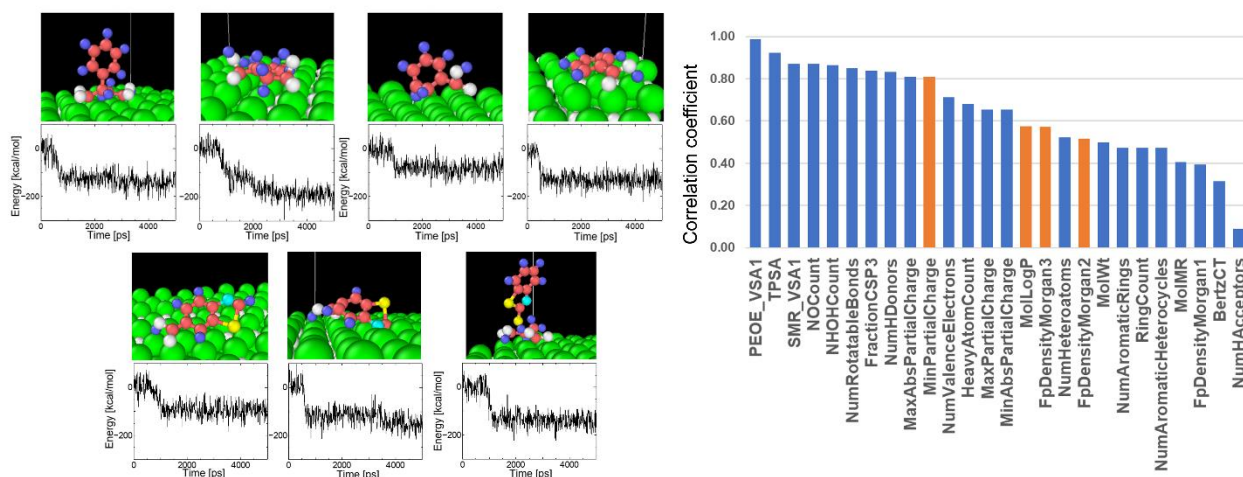 Energy [kcal/mol]
0
−200
0 2000 4000
Time [ps]
Energy [kcal/mol]
0
−200
0 2000 4000
Time [ps]
Energy [kcal/mol]
0
−200
0 2000 4000
Time [ps]
Energy [kcal/mol]
0
−200
0 2000 4000
Time [ps]
Energy [kcal/mol]
0
−200
0 2000 4000
Time [ps]
Energy [kcal/mol]
0
−200
0 2000 4000
Time [ps]
Energy [kcal/mol]
0
−200
0 2000 4000
Time [ps]
Correlation coefficient
1.00
0.80
0.60
0.40
0.20
0.00
PEOE_VSA1
TPSA
SMR_VSA1
NOCount
NHOHCount
NumRotatableBonds
FractionCSP3
NumHDonors
MaxAbsPartialCharge
MinPartialCharge
NumValenceElectrons
HeavyAtomCount
MaxPartialCharge
MinAbsPartialCharge
MolLogP
FpDensityMorgan3
NumHeteroatoms
FpDensityMorgan2
MolWt
NumAromaticRings
RingCount
NumAromaticHeterocycles
MolMR
FpDensityMorgan1
BertzCT
NumHAcceptors